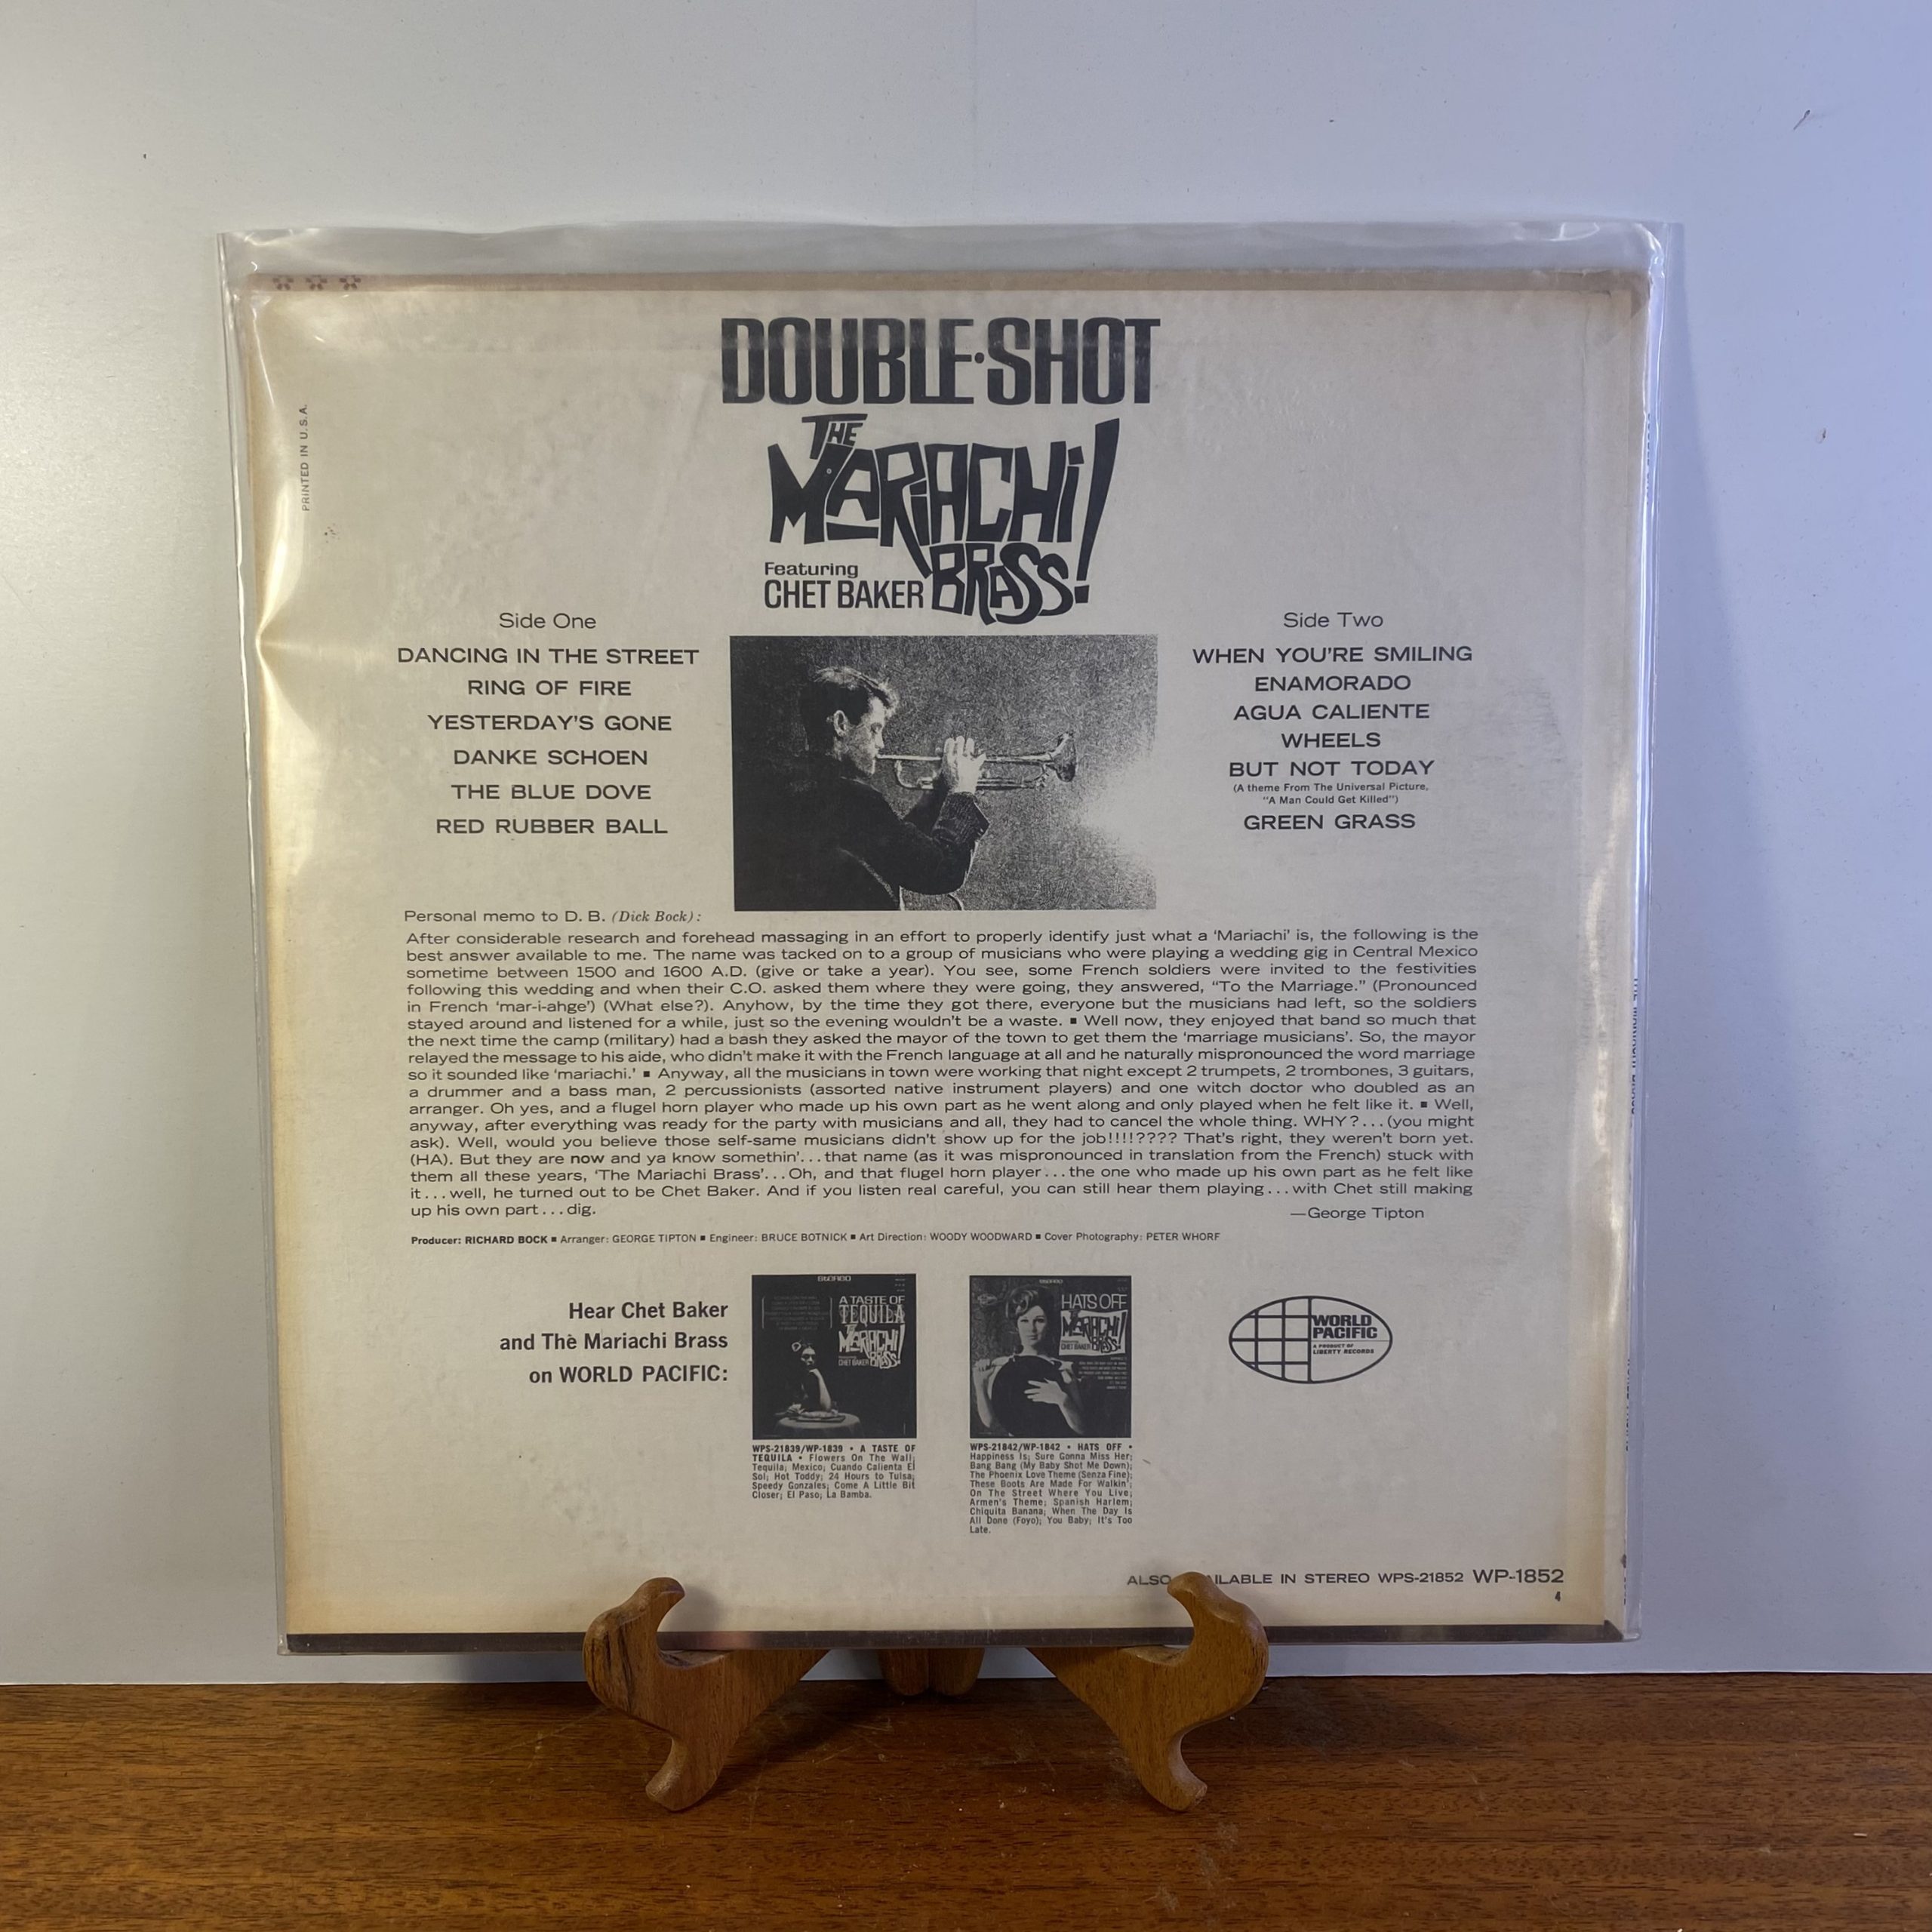 DOUBLE·SHOT
THE
MARIACHI
BRASS!
Featuring
CHET BAKER
PRINTED IN U.S.A.
Side One
DANCING IN THE STREET
RING OF FIRE
YESTERDAY'S GONE
DANKE SCHOEN
THE BLUE DOVE
RED RUBBER BALL
Side Two
WHEN YOU'RE SMILING
ENAMORADO
AGUA CALIENTE
WHEELS
BUT NOT TODAY
(A theme From The Universal Picture,
"A Man Could Get Killed")
GREEN GRASS
Personal memo to D. B. (Dick Bock):
After considerable research and forehead massaging in an effort to properly identify just what a 'Mariachi' is, the following is the
best answer available to me. The name was tacked on to a group of musicians who were playing a wedding gig in Central Mexico
sometime between 1500 and 1600 A.D. (give or take a year). You see, some French soldiers were invited to the festivities
following this wedding and when their C.O. asked them where they were going, they answered, "To the Marriage." (Pronounced
in French 'mar-i-ahge') (What else?). Anyhow, by the time they got there, everyone but the musicians had left, so the soldiers
stayed around and listened for a while, just so the evening wouldn't be a waste. ■ Well now, they enjoyed that band so much that
the next time the camp (military) had a bash they asked the mayor of the town to get them the 'marriage musicians'. So, the mayor
relayed the message to his aide, who didn't make it with the French language at all and he naturally mispronounced the word marriage
so it sounded like 'mariachi.' ■ Anyway, all the musicians in town were working that night except 2 trumpets, 2 trombones, 3 guitars,
a drummer and a bass man, 2 percussionists (assorted native instrument players) and one witch doctor who doubled as an
arranger. Oh yes, and a flugel horn player who made up his own part as he went along and only played when he felt like it. ■ Well,
anyway, after everything was ready for the party with musicians and all, they had to cancel the whole thing. WHY?...(you might
ask). Well, would you believe those self-same musicians didn't show up for the job!!!!???? That's right, they weren't born yet.
(HA). But they are now and ya know somethin'...that name (as it was mispronounced in translation from the French) stuck with
them all these years, 'The Mariachi Brass'...Oh, and that flugel horn player...the one who made up his own part as he felt like
it...well, he turned out to be Chet Baker. And if you listen real careful, you can still hear them playing...with Chet still making
up his own part...dig.
—George Tipton
Producer: RICHARD BOCK ■ Arranger: GEORGE TIPTON ■ Engineer: BRUCE BOTNICK ■ Art Direction: WOODY WOODWARD ■ Cover Photography: PETER WHORF
Hear Chet Baker
and The Mariachi Brass
on WORLD PACIFIC:
STEREO
A TASTE OF
TEQUILA
THE
MARIACHI
BRASS!
CHET BAKER
WPS-21839/WP-1839 • A TASTE OF
TEQUILA • Flowers On The Wall;
Tequila; Mexico; Cuando Calienta El
Sol; Hot Toddy; 24 Hours to Tulsa;
Speedy Gonzales; Come A Little Bit
Closer; El Paso; La Bamba.
STEREO
HATS OFF
THE
MARIACHI
BRASS!
CHET BAKER
WPS-21842/WP-1842 • HATS OFF •
Happiness Is; Sure Gonna Miss Her;
Bang Bang (My Baby Shot Me Down);
The Phoenix Love Theme (Senza Fine);
These Boots Are Made For Walkin';
On The Street Where You Live;
Armen's Theme; Spanish Harlem;
Chiquita Banana; When The Day Is
All Done (Foyo); You Baby; It's Too
Late.
WORLD
PACIFIC
A PRODUCT OF
LIBERTY RECORDS
ALSO AILABLE IN STEREO WPS-21852 WP-1852
4